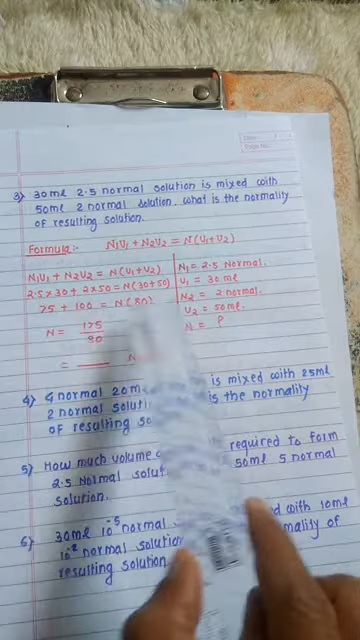 Date
Page No.
3) 30ml 2.5 normal solution is mixed with
50ml 2 normal solution. what is the normality
of resulting solution.
Formula:- N₁V₁ + N₂V₂ = N(V₁+V₂)
N₁V₁ + N₂V₂ = N(V₁+V₂) N₁ = 2.5 Normal.
2.5×30 + 2×50 = N(30+50) V₁ = 30 ml
75 + 100 = N(80) N₂ = 2 normal.
V₂ = 50ml.
N = 175/80 N = ?
= ___ N
4) 4 normal 20ml is mixed with 25ml
2 normal is the normality
of resulting
5) How much volume required to form
2.5 Normal 50ml 5 normal
solution.
6) 30ml 10⁻⁵ normal with 10ml
10⁻² normal of
resulting solution